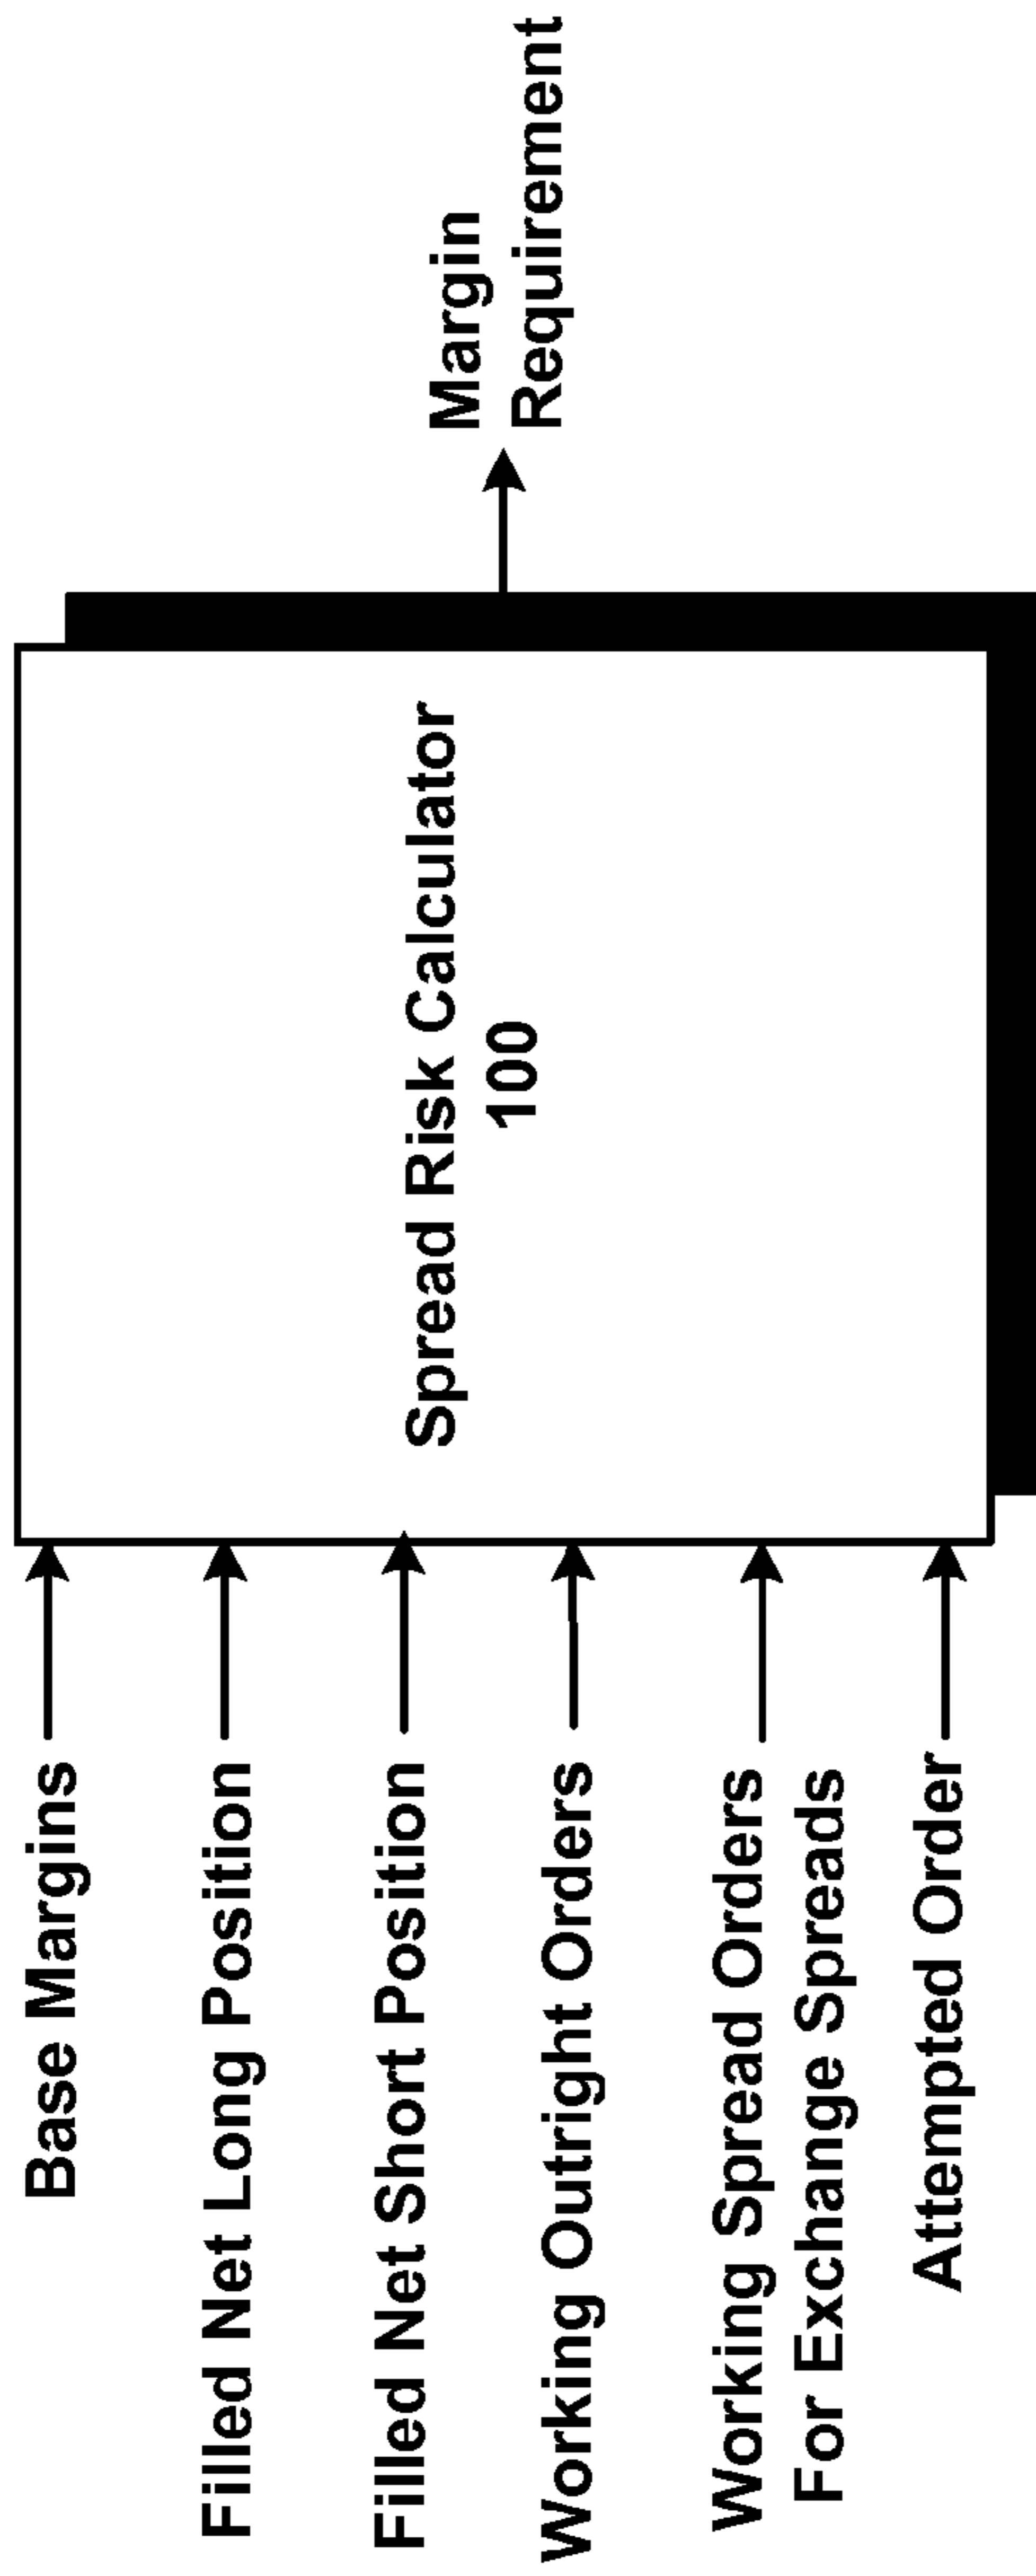 Base Margins
Filled Net Long Position
Filled Net Short Position
Working Outright Orders
Working Spread Orders
For Exchange Spreads
Attempted Order
Spread Risk Calculator
100
Margin
Requirement